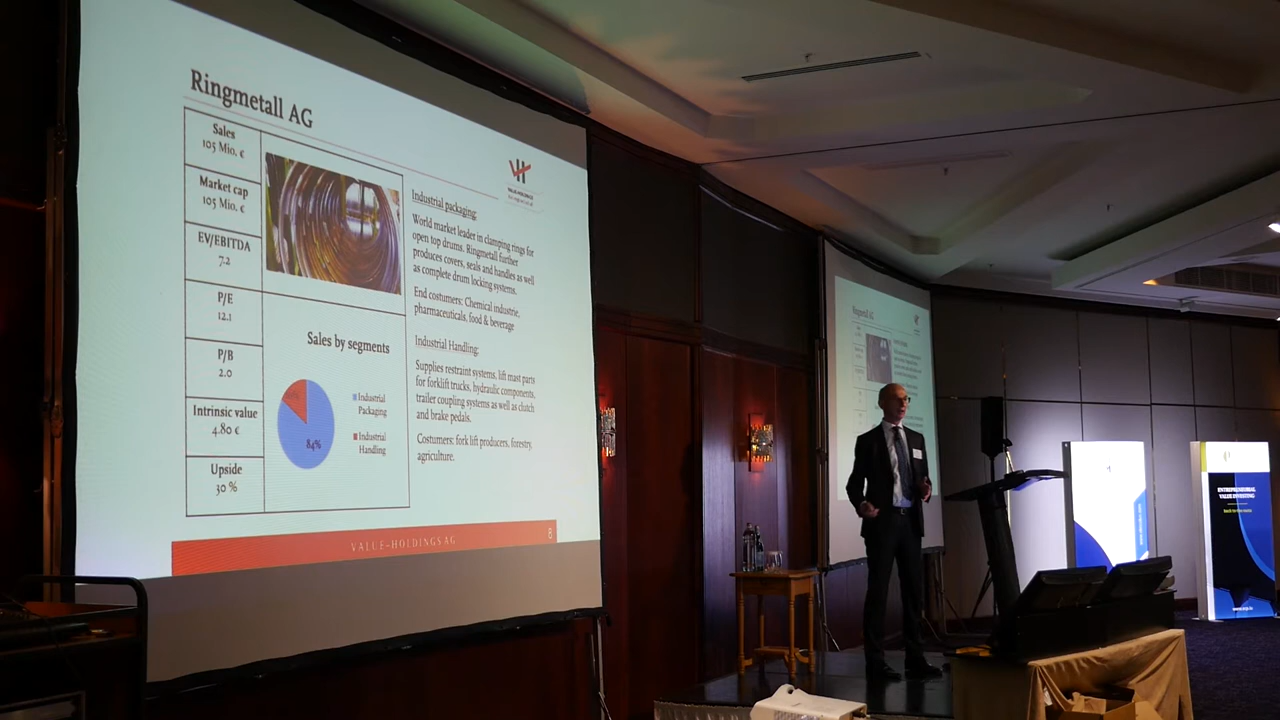 Ringmetall AG
Sales
105 Mio. €
Market cap
105 Mio. €
EV/EBITDA
7.2
P/E
12.1
P/B
2.0
Intrinsic value
4.80 €
Upside
30 %
Sales by segments
84%
Industrial
Packaging
Industrial
Handling
VALUE-HOLDINGS
Industrial packaging:
World market leader in clamping rings for
open top drums. Ringmetall further
produces covers, seals and handles as well
as complete drum locking systems.
End costumers: Chemical industrie,
pharmaceuticals, food & beverage
Industrial Handling:
Supplies restraint systems, lift mast parts
for forklift trucks, hydraulic components,
trailer coupling systems as well as clutch
and brake pedals.
Costumers: fork lift producers, forestry,
agriculture.
VALUE-HOLDINGS AG
8
Ringmetall AG
ENTREPRENEURIAL
VALUE INVESTING